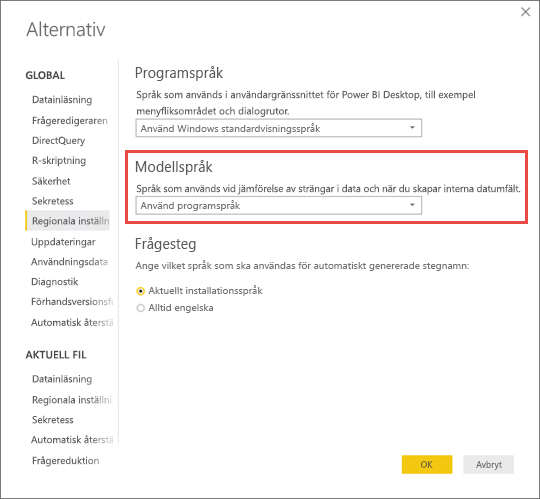 Alternativ
GLOBAL
Datainläsning
Frågeredigeraren
DirectQuery
R-skriptning
Säkerhet
Sekretess
Regionala inställn
Uppdateringar
Användningsdata
Diagnostik
Förhandsversionsf
Automatisk återstä
AKTUELL FIL
Datainläsning
Regionala inställni
Sekretess
Automatisk återstä
Frågereduktion
Programspråk
Språk som används i användargränssnittet för Power BI Desktop, till exempel
menyfliksområdet och dialogrutor.
Använd Windows standardvisningsspråk
Modellspråk
Språk som används vid jämförelse av strängar i data och när du skapar interna datumfält.
Använd programspråk
Frågesteg
Ange vilket språk som ska användas för automatiskt genererade stegnamn:
Aktuellt installationsspråk
Alltid engelska
OK
Avbryt